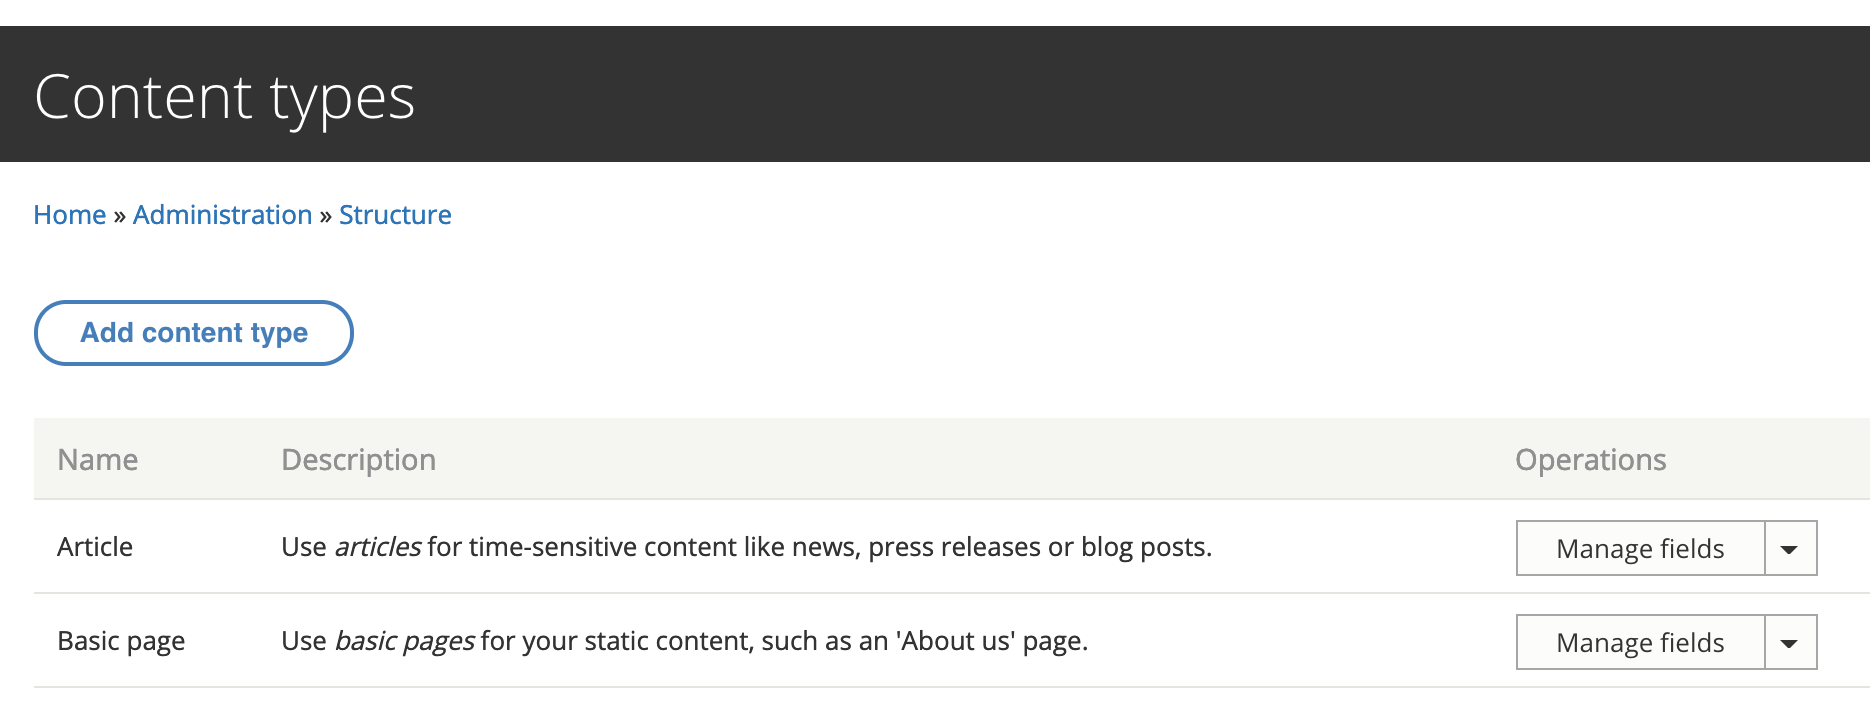 Content types
Home » Administration » Structure
Add content type
Name Description Operations
Article Use articles for time-sensitive content like news, press releases or blog posts. Manage fields
Basic page Use basic pages for your static content, such as an 'About us' page. Manage fields